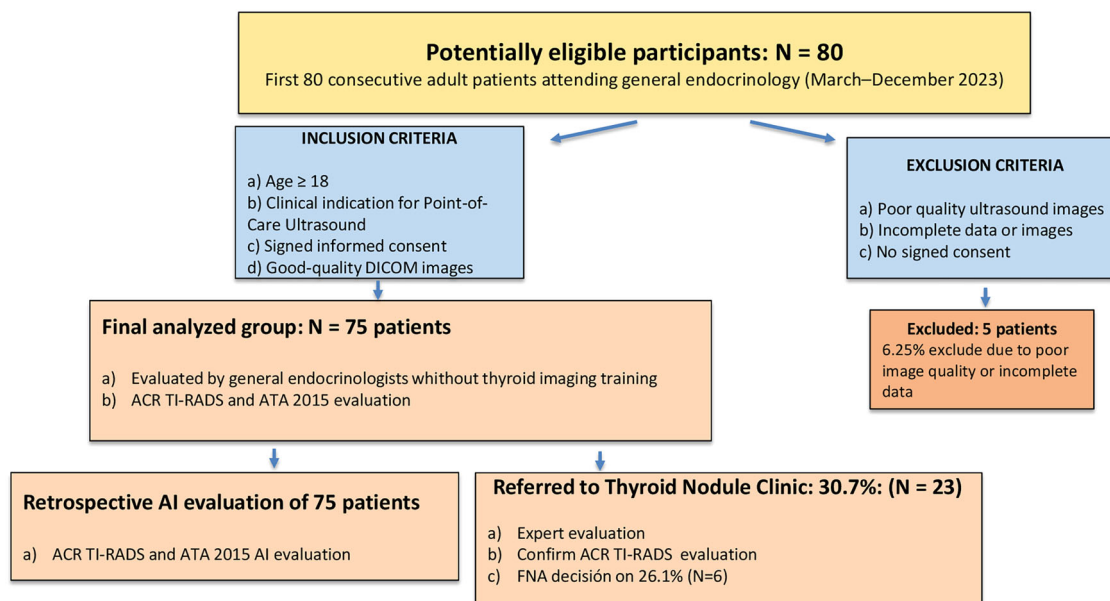 Potentially eligible participants: N = 80
First 80 consecutive adult patients attending general endocrinology (March–December 2023)
INCLUSION CRITERIA
a) Age ≥ 18
b) Clinical indication for Point-of-
Care Ultrasound
c) Signed informed consent
d) Good-quality DICOM images
EXCLUSION CRITERIA
a) Poor quality ultrasound images
b) Incomplete data or images
c) No signed consent
Final analyzed group: N = 75 patients
a) Evaluated by general endocrinologists whithout thyroid imaging training
b) ACR TI-RADS and ATA 2015 evaluation
Excluded: 5 patients
6.25% exclude due to poor
image quality or incomplete
data
Retrospective AI evaluation of 75 patients
a) ACR TI-RADS and ATA 2015 AI evaluation
Referred to Thyroid Nodule Clinic: 30.7%: (N = 23)
a) Expert evaluation
b) Confirm ACR TI-RADS evaluation
c) FNA decisión on 26.1% (N=6)